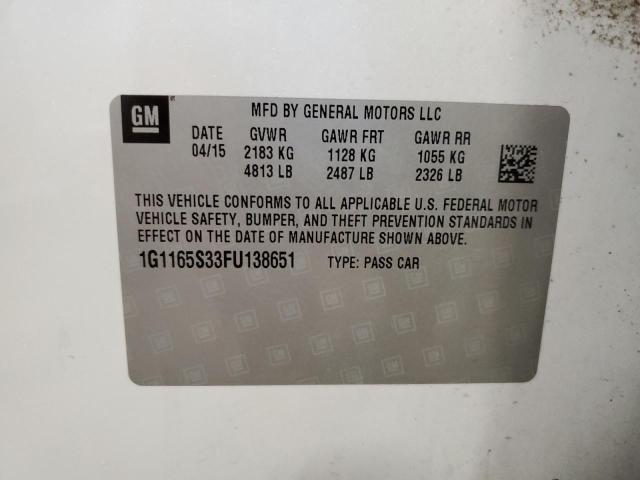 GM
MFD BY GENERAL MOTORS LLC
DATE GVWR GAWR FRT GAWR RR
04/15 2183 KG 1128 KG 1055 KG
4813 LB 2487 LB 2326 LB
THIS VEHICLE CONFORMS TO ALL APPLICABLE U.S. FEDERAL MOTOR
VEHICLE SAFETY, BUMPER, AND THEFT PREVENTION STANDARDS IN
EFFECT ON THE DATE OF MANUFACTURE SHOWN ABOVE.
1G1165S33FU138651 TYPE: PASS CAR